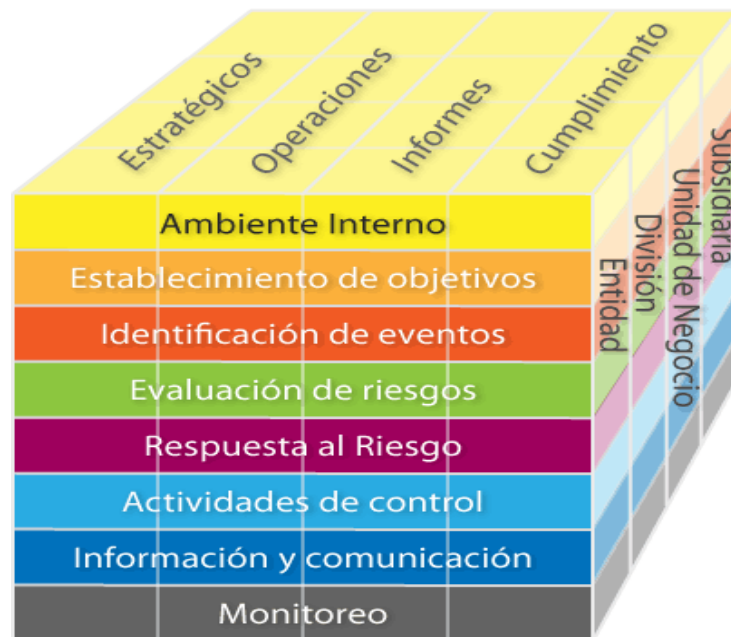 Estratégicos
Operaciones
Informes
Cumplimiento
Ambiente Interno
Establecimiento de objetivos
Identificación de eventos
Evaluación de riesgos
Respuesta al Riesgo
Actividades de control
Información y comunicación
Monitoreo
Entidad
División
Unidad de Negocio
Subsidiaria